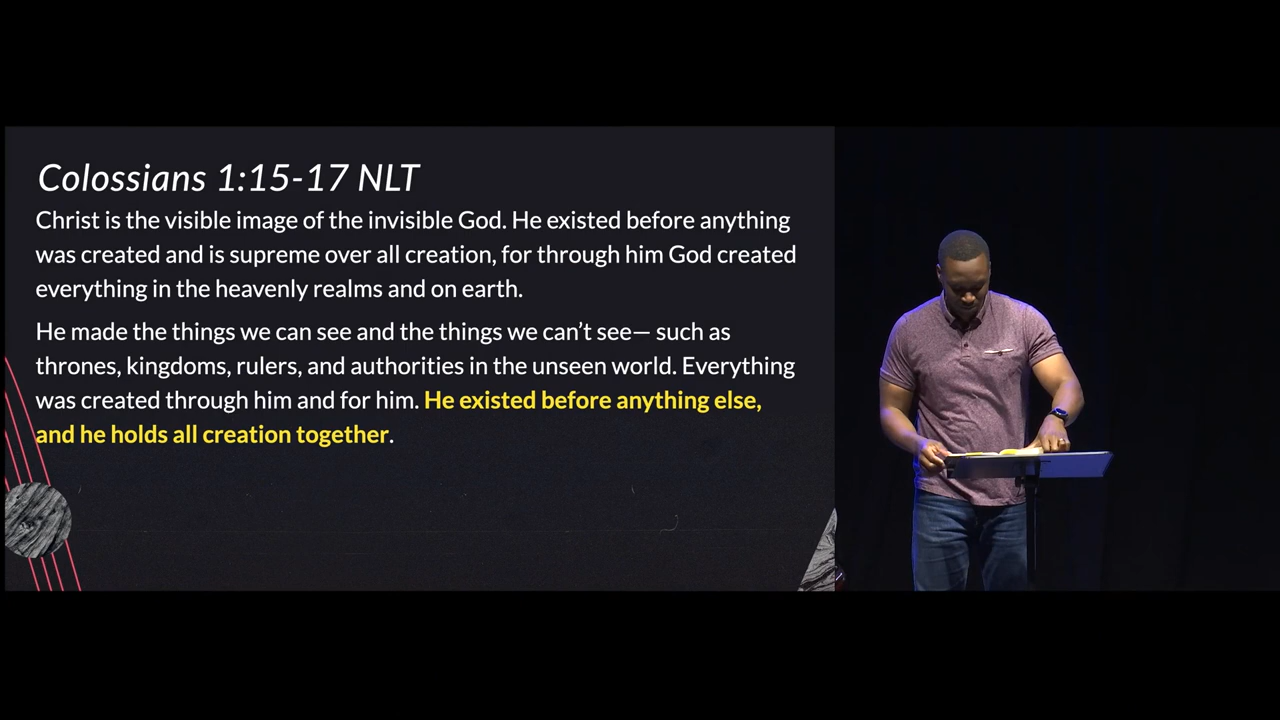 Colossians 1:15-17 NLT
Christ is the visible image of the invisible God. He existed before anything
was created and is supreme over all creation, for through him God created
everything in the heavenly realms and on earth.
He made the things we can see and the things we can’t see— such as
thrones, kingdoms, rulers, and authorities in the unseen world. Everything
was created through him and for him. He existed before anything else,
and he holds all creation together.